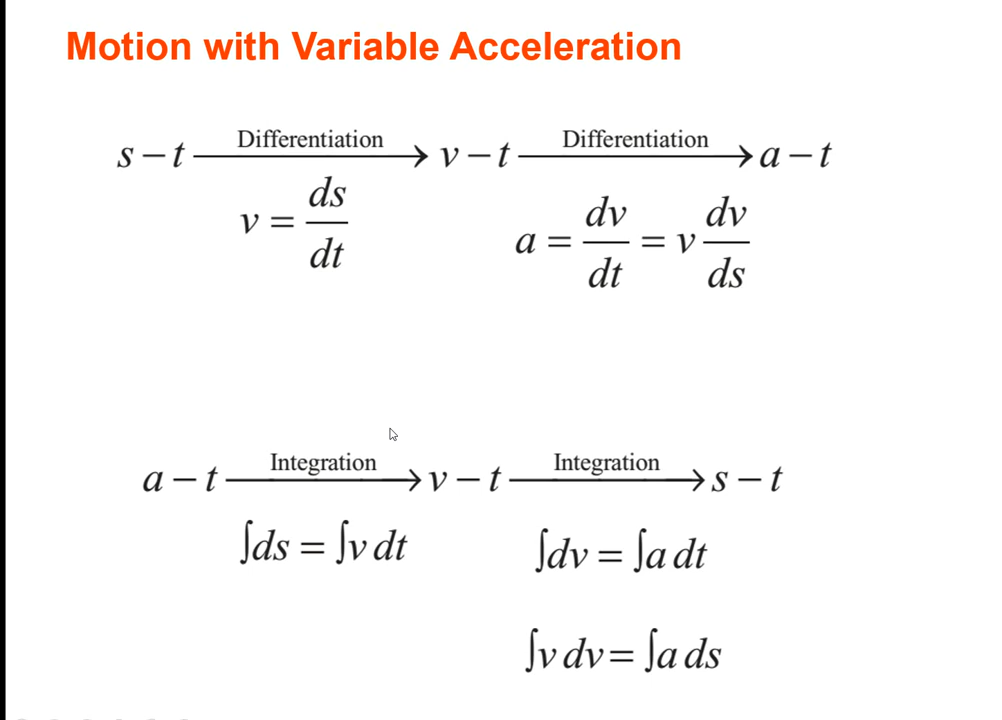 Motion with Variable Acceleration
s − t Differentiation → v − t Differentiation → a − t
v = ds/dt
a = dv/dt = v dv/ds
a − t Integration → v − t Integration → s − t
∫ds = ∫v dt
∫dv = ∫a dt
∫v dv = ∫a ds